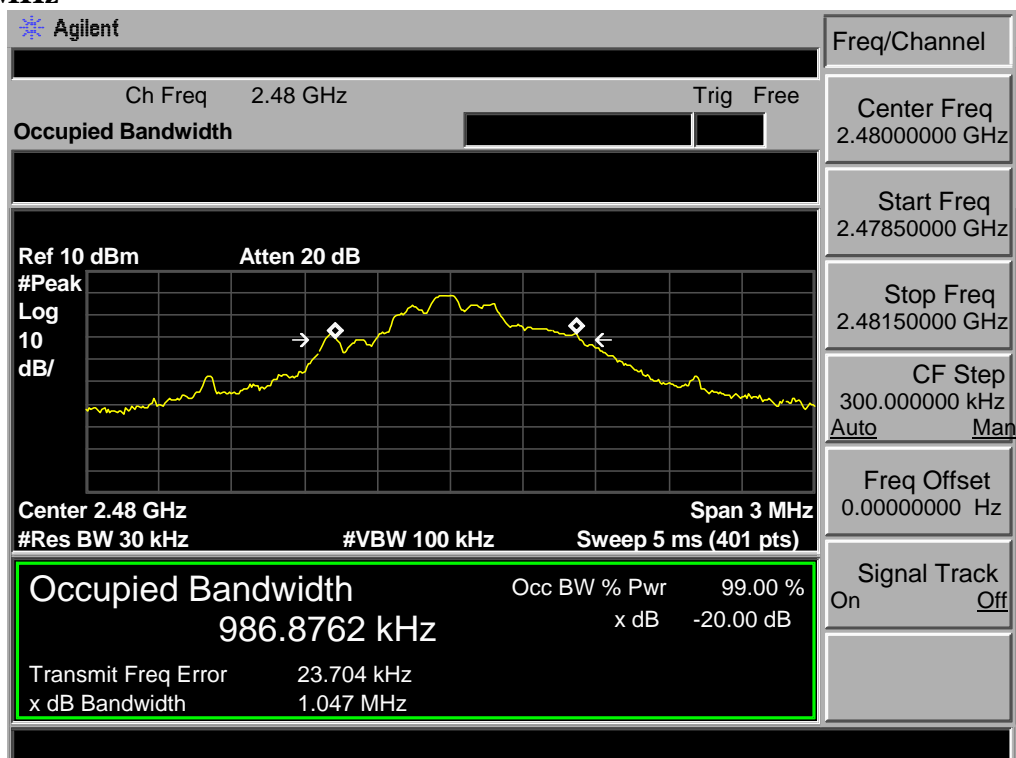 MHz
Agilent
Freq/Channel
Ch Freq 2.48 GHz Trig Free
Occupied Bandwidth
Center Freq
2.48000000 GHz
Start Freq
2.47850000 GHz
Stop Freq
2.48150000 GHz
CF Step
300.000000 kHz
Auto Man
Freq Offset
0.00000000 Hz
Signal Track
On Off
Ref 10 dBm Atten 20 dB
#Peak
Log
10
dB/
Center 2.48 GHz Span 3 MHz
#Res BW 30 kHz #VBW 100 kHz Sweep 5 ms (401 pts)
Occupied Bandwidth
986.8762 kHz
Occ BW % Pwr 99.00 %
x dB -20.00 dB
Transmit Freq Error 23.704 kHz
x dB Bandwidth 1.047 MHz